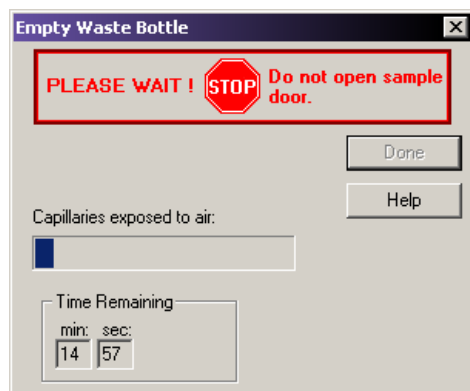 Empty Waste Bottle
PLEASE WAIT ! STOP Do not open sample
door.
Done
Help
Capillaries exposed to air:
Time Remaining
min: sec:
14 57